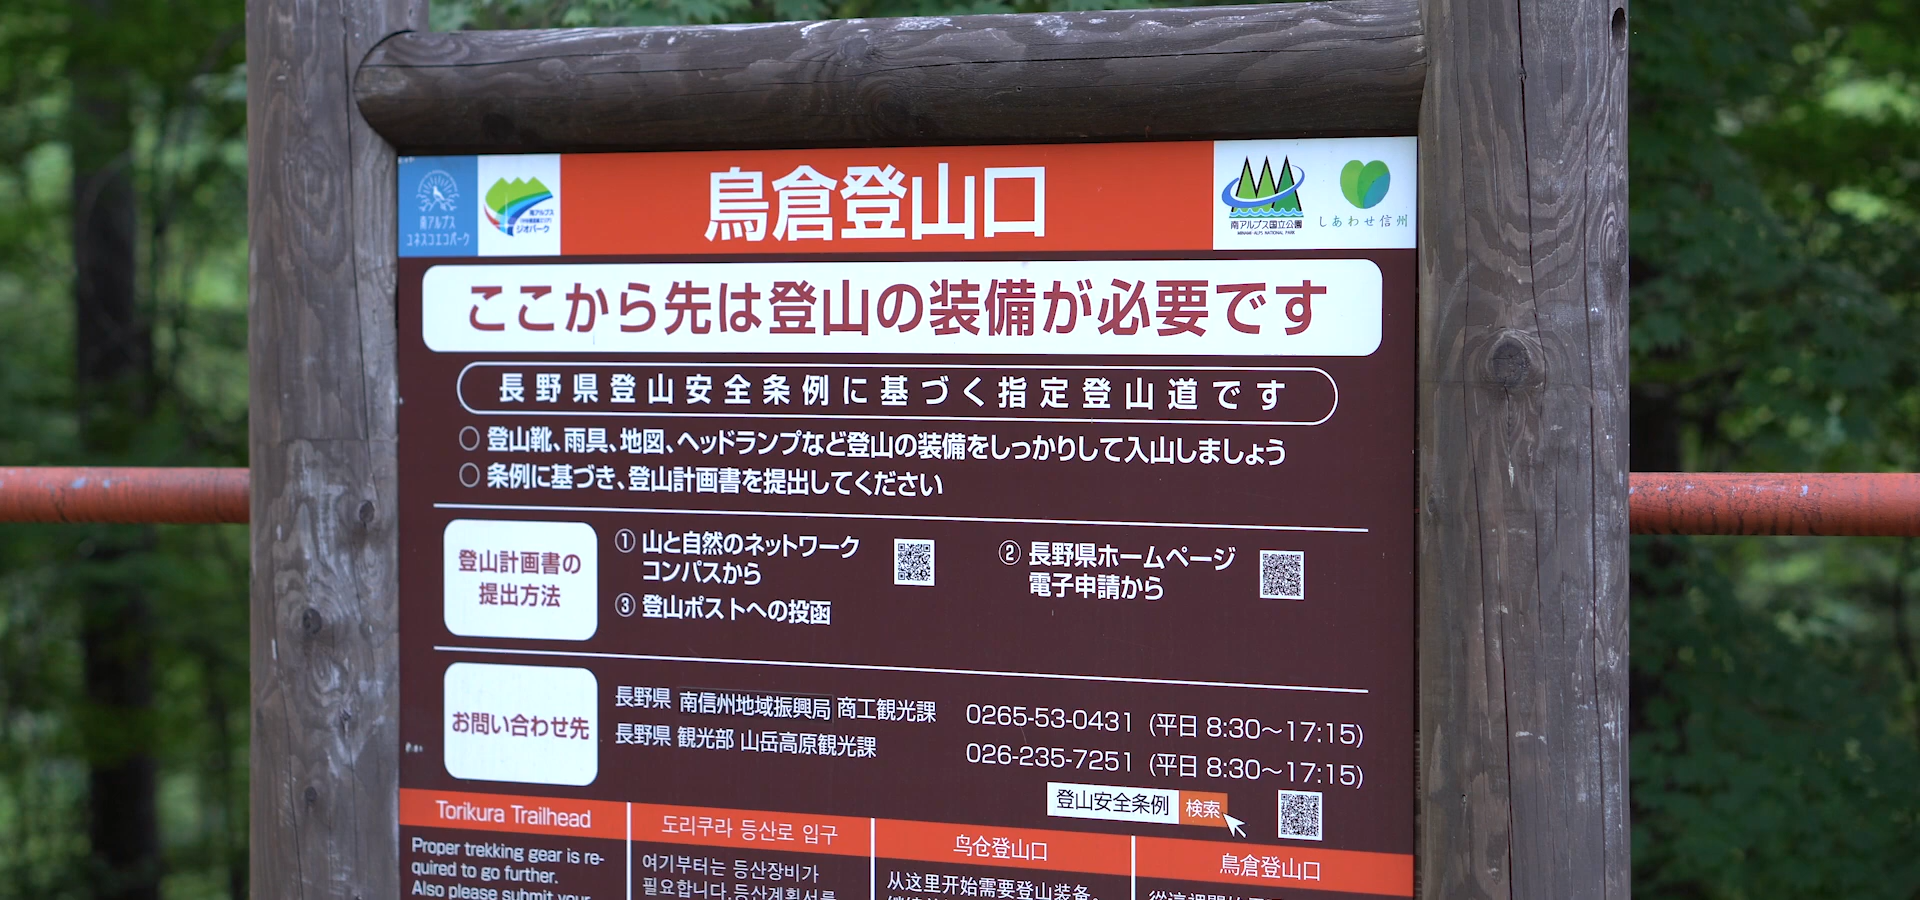 南アルプス
ユネスコエコパーク
南アルプス
ジオパーク
鳥倉登山口
南アルプス国立公園
MINAMI-ALPS NATIONAL PARK
しあわせ信州
ここから先は登山の装備が必要です
長野県登山安全条例に基づく指定登山道です
○ 登山靴、雨具、地図、ヘッドランプなど登山の装備をしっかりして入山しましょう
○ 条例に基づき、登山計画書を提出してください
登山計画書の
提出方法
① 山と自然のネットワーク
コンパスから
② 長野県ホームページ
電子申請から
③ 登山ポストへの投函
お問い合わせ先
長野県 南信州地域振興局 商工観光課 0265-53-0431 (平日 8:30～17:15)
長野県 観光部 山岳高原観光課 026-235-7251 (平日 8:30～17:15)
登山安全条例 検索
Torikura Trailhead
Proper trekking gear is re-
quired to go further.
Also please submit your
도리쿠라 등산로 입구
여기부터는 등산장비가
필요합니다.등산계획서를
鸟仓登山口
从这里开始需要登山装备。
鳥倉登山口